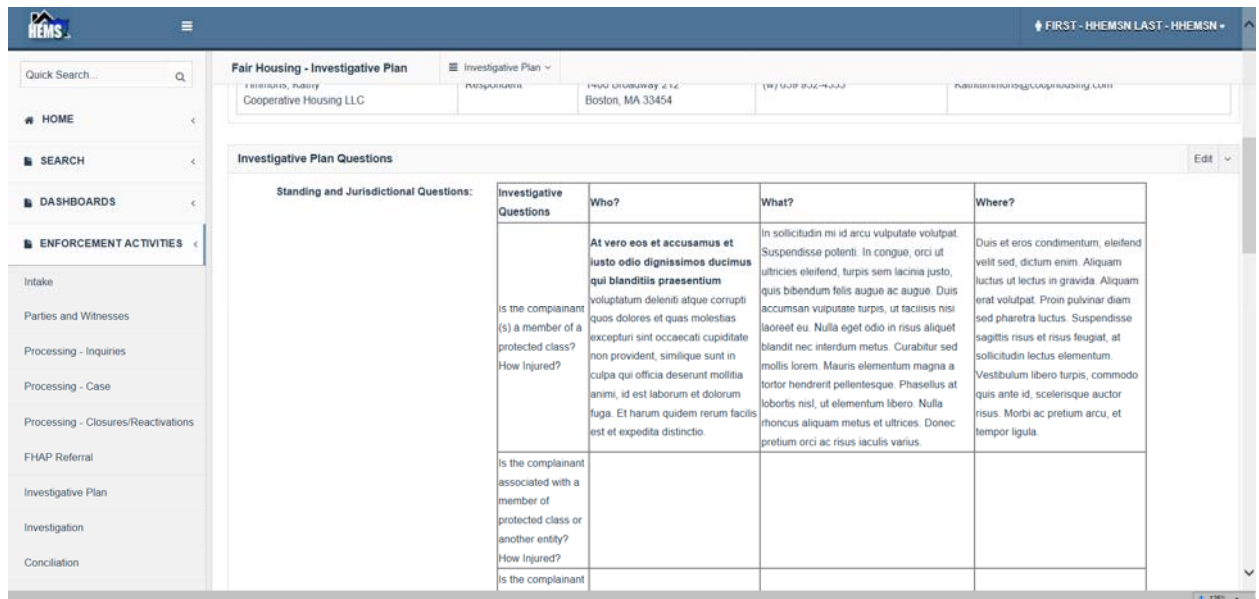 HEMS
FIRST - HHEMSN LAST - HHEMSN
Quick Search...
HOME
SEARCH
DASHBOARDS
ENFORCEMENT ACTIVITIES
Intake
Parties and Witnesses
Processing - Inquiries
Processing - Case
Processing - Closures/Reactivations
FHAP Referral
Investigative Plan
Investigation
Conciliation
Fair Housing - Investigative Plan
Investigative Plan
Timmons, Kathy
Cooperative Housing LLC
Respondent
1400 Broadway 212
Boston, MA 33454
Investigative Plan Questions
Edit
Standing and Jurisdictional Questions:
Investigative
Questions
Who?
What?
Where?
Is the complainant
(s) a member of a
protected class?
How Injured?
At vero eos et accusamus et
iusto odio dignissimos ducimus
qui blanditiis praesentium
voluptatum deleniti atque corrupti
quos dolores et quas molestias
excepturi sint occaecati cupiditate
non provident, similique sunt in
culpa qui officia deserunt mollitia
animi, id est laborum et dolorum
fuga. Et harum quidem rerum facilis
est et expedita distinctio.
In sollicitudin mi id arcu vulputate volutpat.
Suspendisse potenti. In congue, orci ut
ultricies eleifend, turpis sem lacinia justo,
quis bibendum felis augue ac augue. Duis
accumsan vulputate turpis, ut facilisis nisi
laoreet eu. Nulla eget odio in risus aliquet
blandit nec interdum metus. Curabitur sed
mollis lorem. Mauris elementum magna a
tortor hendrerit pellentesque. Phasellus at
lobortis nisl, ut elementum libero. Nulla
rhoncus aliquam metus et ultrices. Donec
pretium orci ac risus iaculis varius.
Duis et eros condimentum, eleifend
velit sed, dictum enim. Aliquam
luctus ut lectus in gravida. Aliquam
erat volutpat. Proin pulvinar diam
sed pharetra luctus. Suspendisse
sagittis risus et risus feugiat, at
sollicitudin lectus elementum.
Vestibulum libero turpis, commodo
quis ante id, scelerisque auctor
risus. Morbi ac pretium arcu, et
tempor ligula.
Is the complainant
associated with a
member of
protected class or
another entity?
How Injured?
Is the complainant